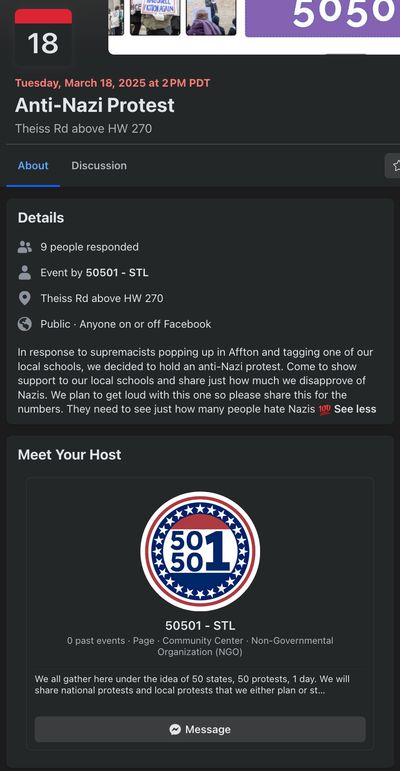 5050
18
Tuesday, March 18, 2025 at 2 PM PDT
Anti-Nazi Protest
Theiss Rd above HW 270
About
Discussion
Details
9 people responded
Event by 50501 - STL
Theiss Rd above HW 270
Public · Anyone on or off Facebook
In response to supremacists popping up in Affton and tagging one of our
local schools, we decided to hold an anti-Nazi protest. Come to show
support to our local schools and share just how much we disapprove of
Nazis. We plan to get loud with this one so please share this for the
numbers. They need to see just how many people hate Nazis 💯 See less
Meet Your Host
50
50
1
50501 - STL
0 past events · Page · Community Center · Non-Governmental
Organization (NGO)
We all gather here under the idea of 50 states, 50 protests, 1 day. We will
share national protests and local protests that we either plan or st...
Message